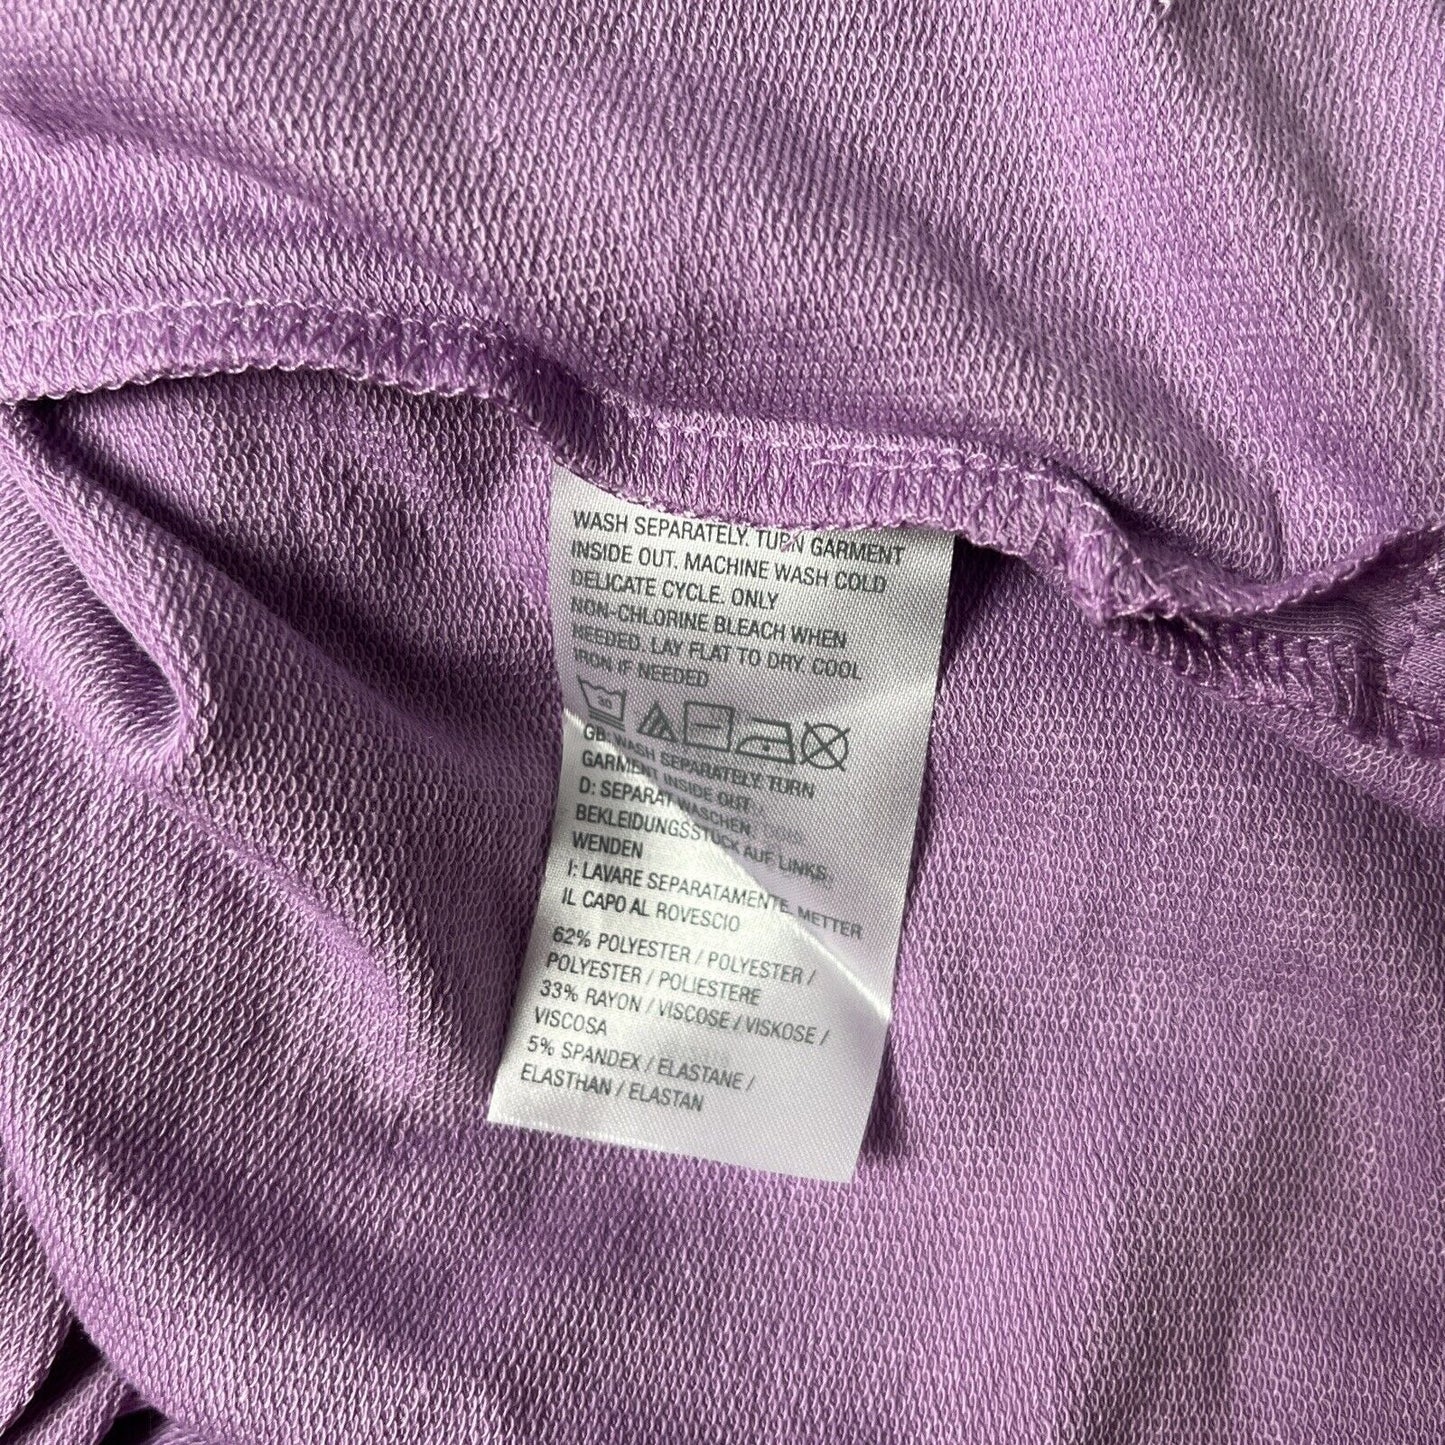 WASH SEPARATELY. TURN GARMENT
INSIDE OUT. MACHINE WASH COLD
DELICATE CYCLE. ONLY
NON-CHLORINE BLEACH WHEN
NEEDED. LAY FLAT TO DRY. COOL
IRON IF NEEDED
30
GB: WASH SEPARATELY. TURN
GARMENT INSIDE OUT
D: SEPARAT WASCHEN.
BEKLEIDUNGSSTÜCK AUF LINKS
WENDEN
I: LAVARE SEPARATAMENTE. METTER
IL CAPO AL ROVESCIO
62% POLYESTER / POLYESTER /
POLYESTER / POLIESTERE
33% RAYON / VISCOSE / VISKOSE /
VISCOSA
5% SPANDEX / ELASTANE /
ELASTHAN / ELASTAN